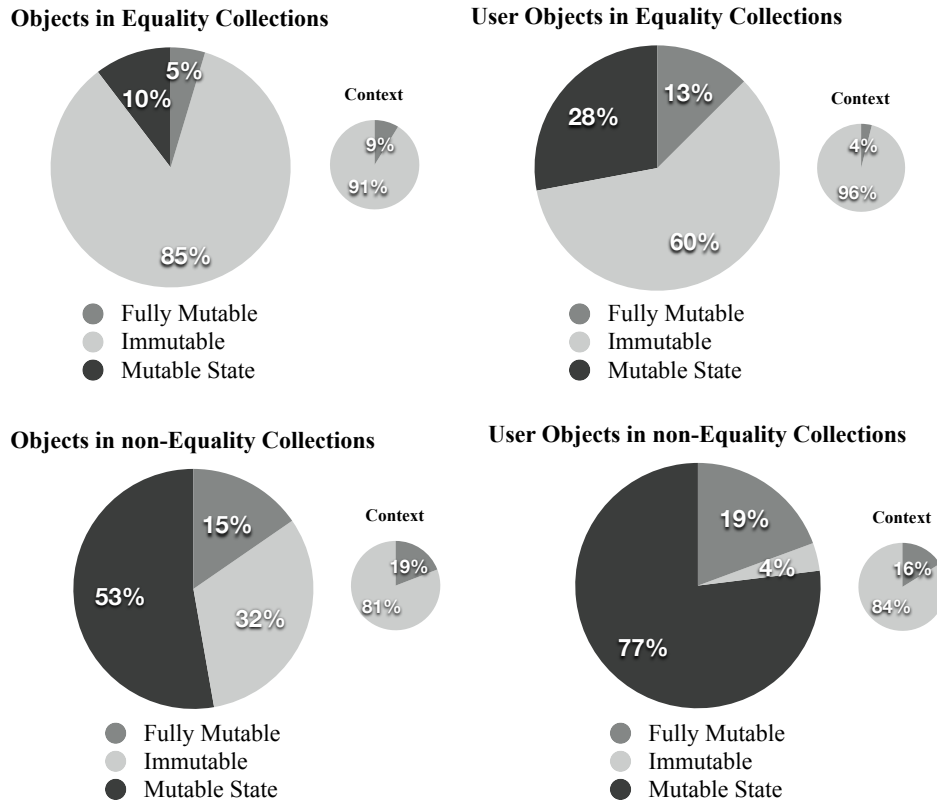 Objects in Equality Collections
5%
10%
85%
Context
9%
91%
Fully Mutable
Immutable
Mutable State
User Objects in Equality Collections
13%
28%
60%
Context
4%
96%
Fully Mutable
Immutable
Mutable State
Objects in non-Equality Collections
15%
53%
32%
Context
19%
81%
Fully Mutable
Immutable
Mutable State
User Objects in non-Equality Collections
19%
4%
77%
Context
16%
84%
Fully Mutable
Immutable
Mutable State